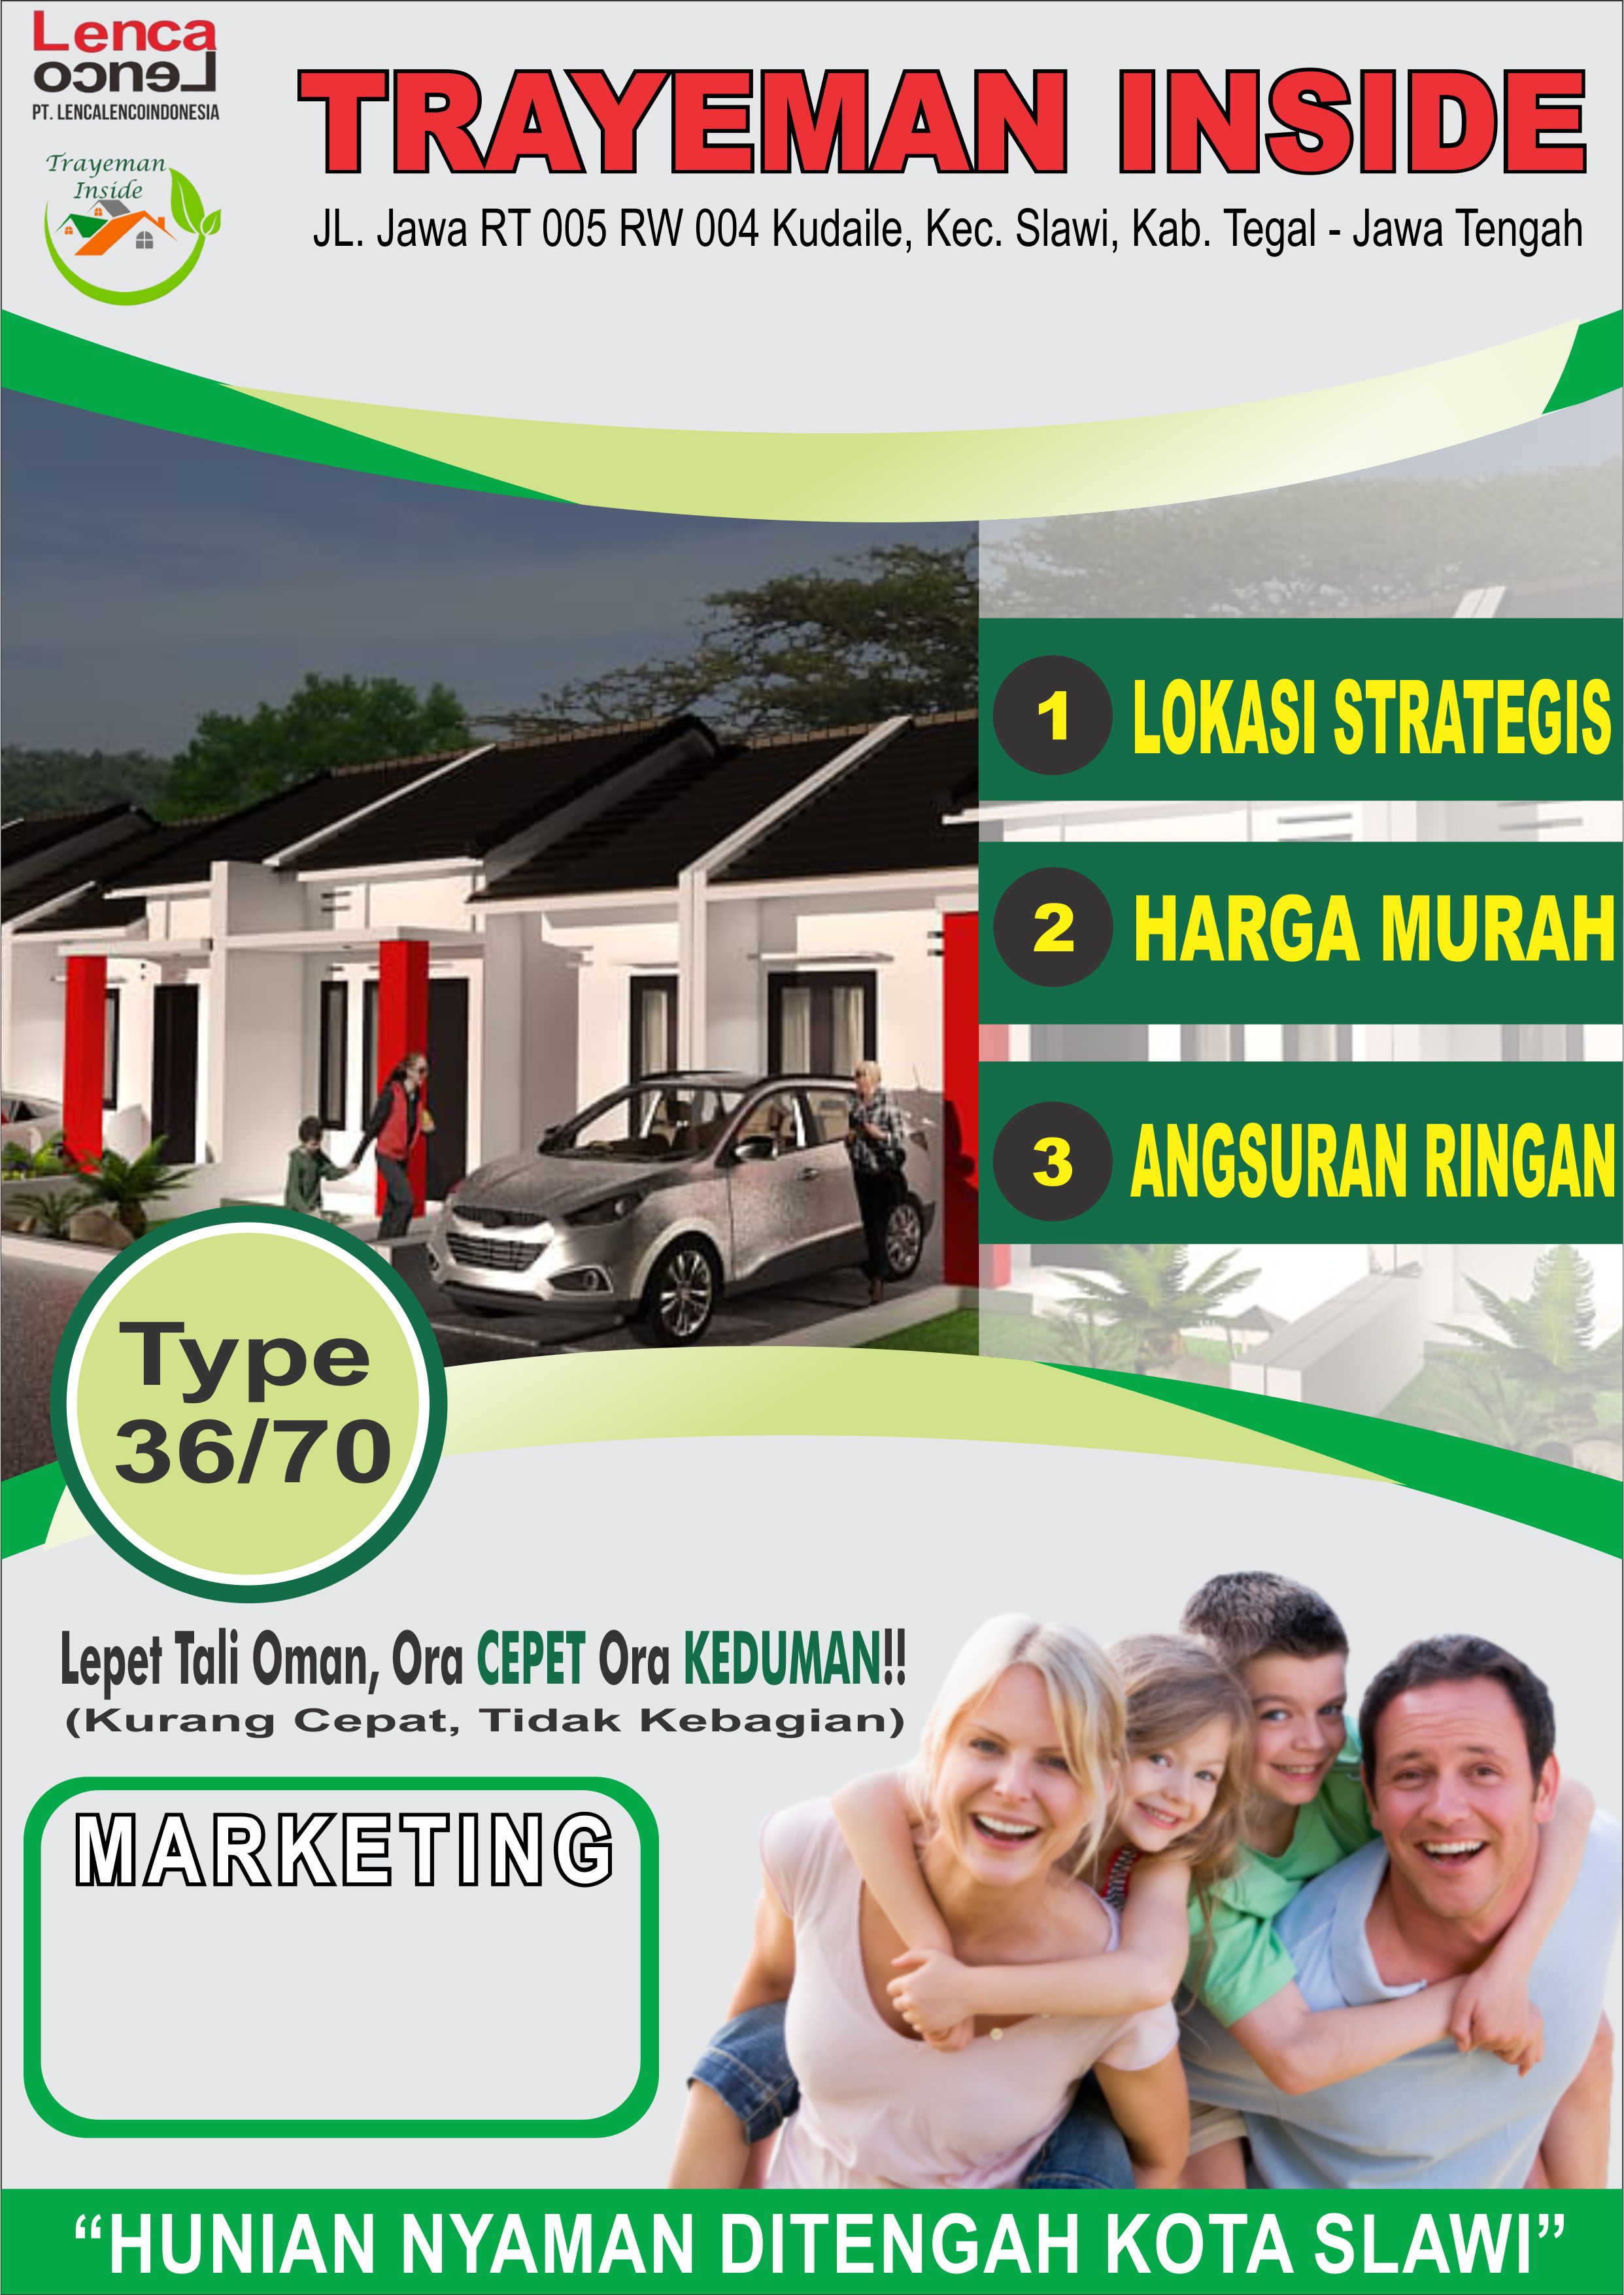 Lenca
Lenco
PT. LENCALENCOINDONESIA
Trayeman
Inside
TRAYEMAN INSIDE
JL. Jawa RT 005 RW 004 Kudaile, Kec. Slawi, Kab. Tegal - Jawa Tengah
1 LOKASI STRATEGIS
2 HARGA MURAH
3 ANGSURAN RINGAN
Type
36/70
Lepet Tali Oman, Ora CEPET Ora KEDUMAN!!
(Kurang Cepat, Tidak Kebagian)
MARKETING
“HUNIAN NYAMAN DITENGAH KOTA SLAWI”